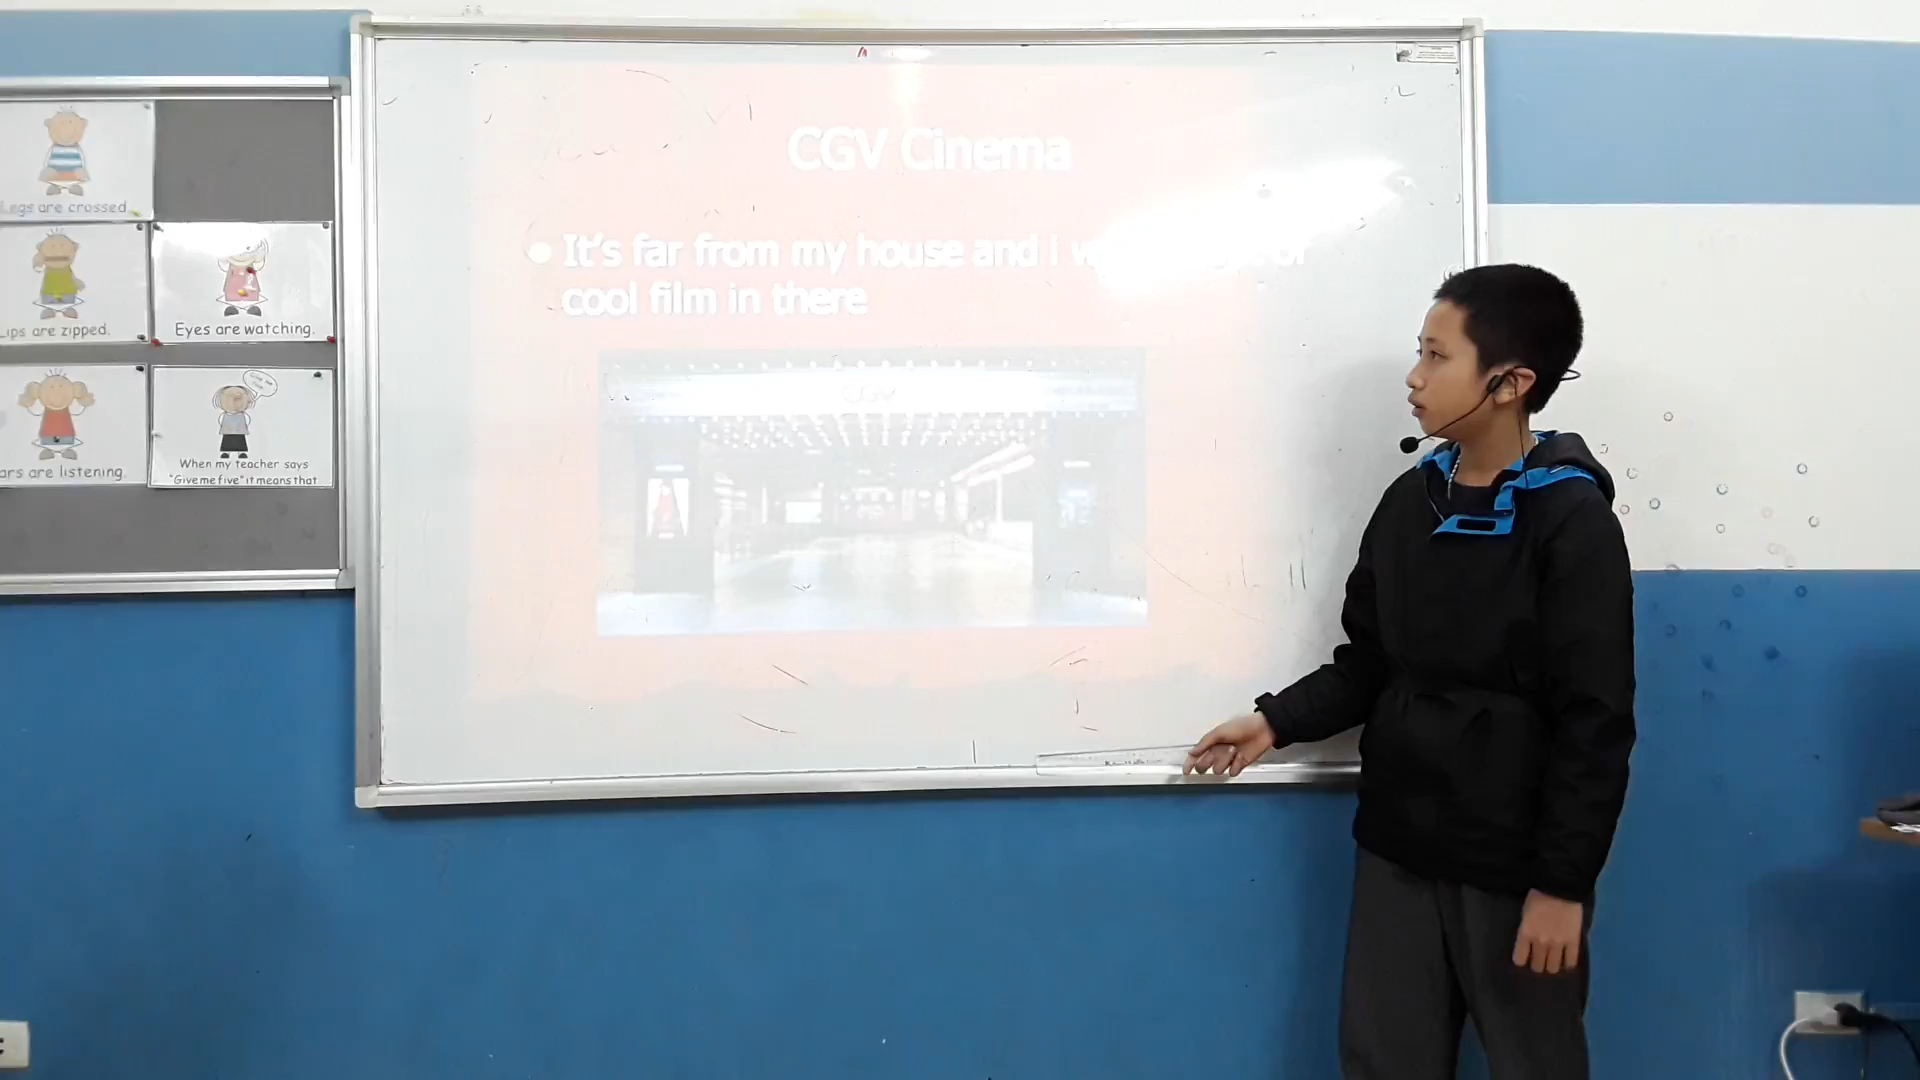 CGV Cinema
It's far from my house and i
cool film in there
CGV
Legs are crossed.
Lips are zipped.
Eyes are watching.
ars are listening.
When my teacher says
"Give me five" it means that